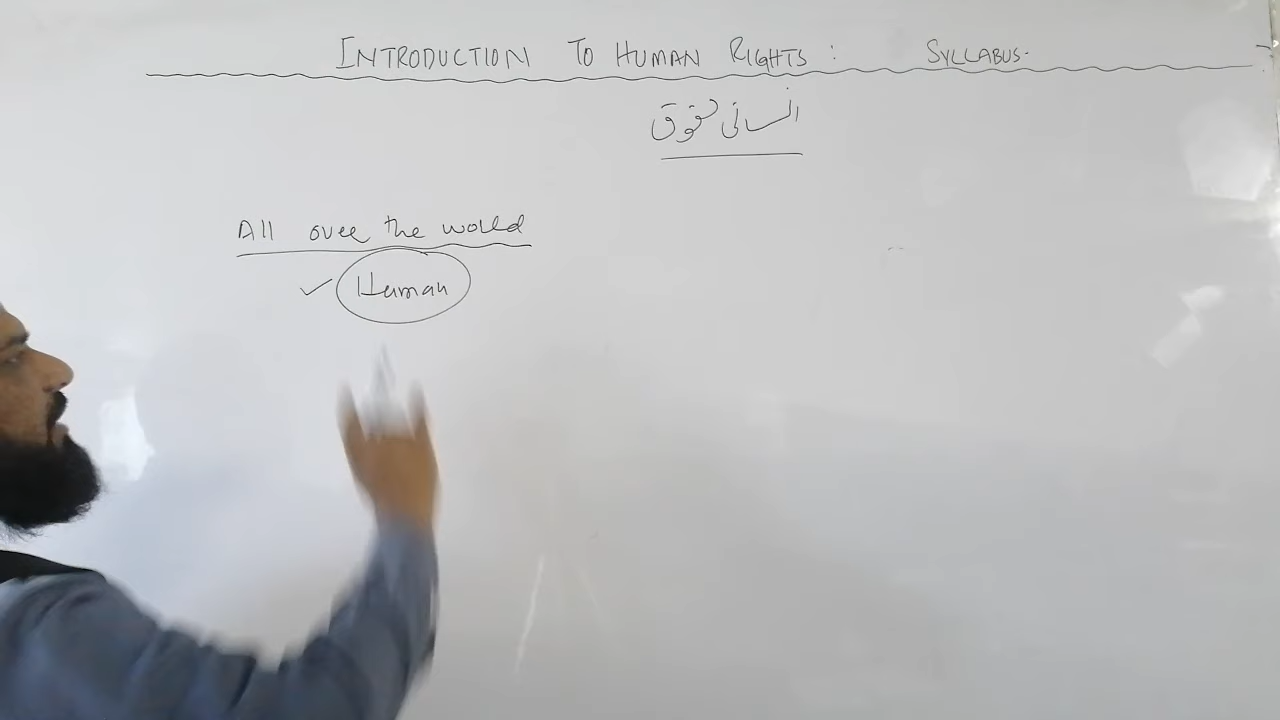 INTRODUCTION TO HUMAN RIGHTS : SYLLABUS.
انسانی حقوق
All over the world
✓ Human